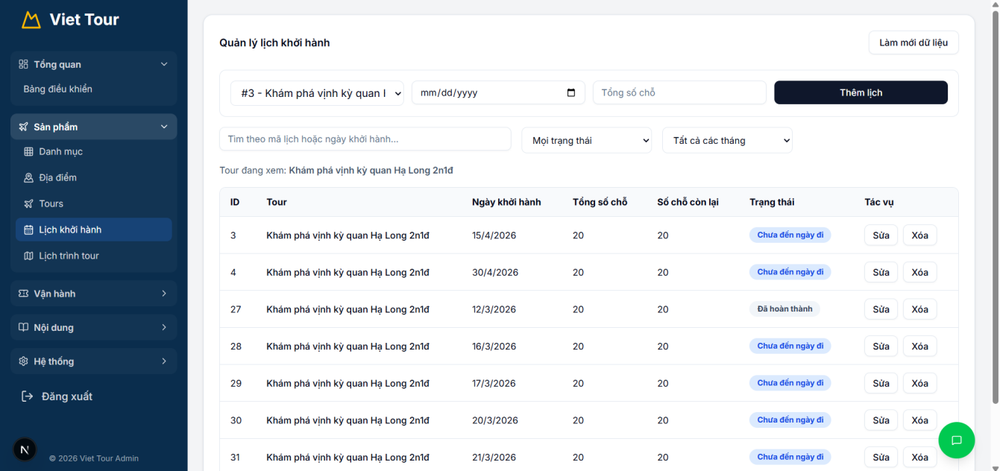 Viet Tour
Tổng quan
Bảng điều khiển
Sản phẩm
Danh mục
Địa điểm
Tours
Lịch khởi hành
Lịch trình tour
Vận hành
Nội dung
Hệ thống
Đăng xuất
N
© 2026 Viet Tour Admin
Quản lý lịch khởi hành
Làm mới dữ liệu
#3 - Khám phá vịnh kỳ quan I
mm/dd/yyyy
Tổng số chỗ
Thêm lịch
Tìm theo mã lịch hoặc ngày khởi hành...
Mọi trạng thái
Tất cả các tháng
Tour đang xem: Khám phá vịnh kỳ quan Hạ Long 2n1đ
ID Tour Ngày khởi hành Tổng số chỗ Số chỗ còn lại Trạng thái Tác vụ
3 Khám phá vịnh kỳ quan Hạ Long 2n1đ 15/4/2026 20 20 Chưa đến ngày đi Sửa Xóa
4 Khám phá vịnh kỳ quan Hạ Long 2n1đ 30/4/2026 20 20 Chưa đến ngày đi Sửa Xóa
27 Khám phá vịnh kỳ quan Hạ Long 2n1đ 12/3/2026 20 20 Đã hoàn thành Sửa Xóa
28 Khám phá vịnh kỳ quan Hạ Long 2n1đ 16/3/2026 20 20 Chưa đến ngày đi Sửa Xóa
29 Khám phá vịnh kỳ quan Hạ Long 2n1đ 17/3/2026 20 20 Chưa đến ngày đi Sửa Xóa
30 Khám phá vịnh kỳ quan Hạ Long 2n1đ 20/3/2026 20 20 Chưa đến ngày đi Sửa Xóa
31 Khám phá vịnh kỳ quan Hạ Long 2n1đ 21/3/2026 20 20 Chưa đến ngày đi Sửa Xóa